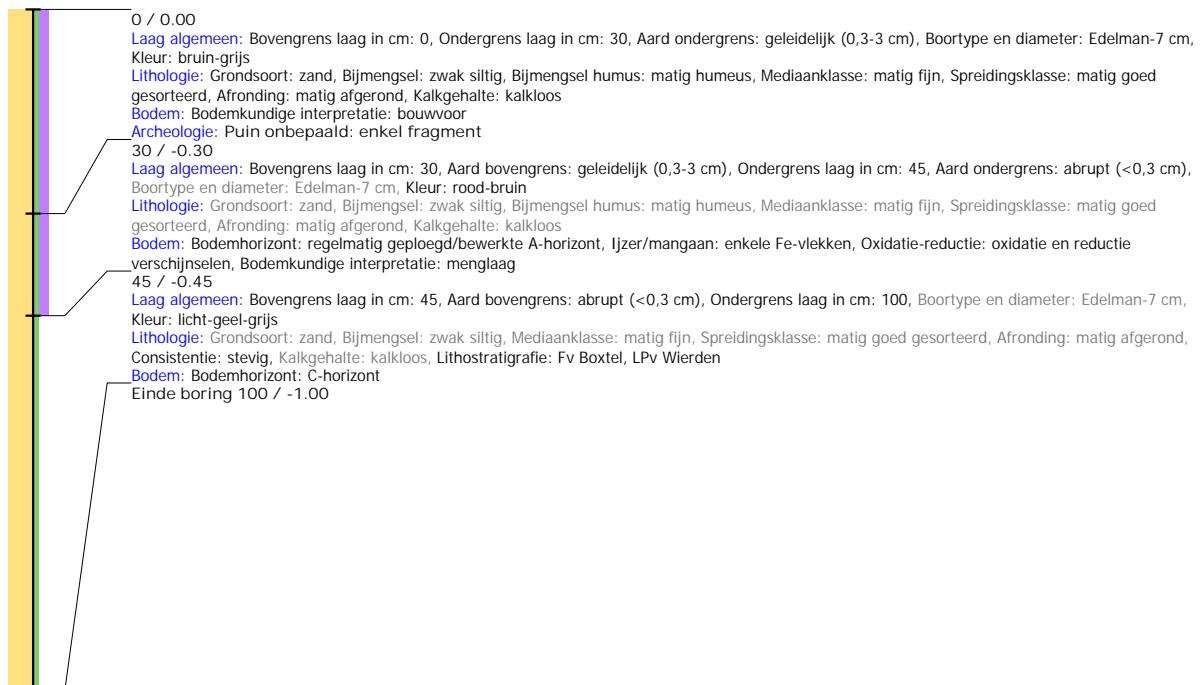 0 / 0.00
Laag algemeen: Bovengrens laag in cm: 0, Ondergrens laag in cm: 30, Aard ondergrens: geleidelijk (0,3-3 cm), Boortype en diameter: Edelman-7 cm,
Kleur: bruin-grijs
Lithologie: Grondsoort: zand, Bijmengsel: zwak siltig, Bijmengsel humus: matig humeus, Mediaanklasse: matig fijn, Spreidingsklasse: matig goed
gesorteerd, Afronding: matig afgerond, Kalkgehalte: kalkloos
Bodem: Bodemkundige interpretatie: bouwvoor
Archeologie: Puin onbepaald: enkel fragment
30 / -0.30
Laag algemeen: Bovengrens laag in cm: 30, Aard bovengrens: geleidelijk (0,3-3 cm), Ondergrens laag in cm: 45, Aard ondergrens: abrupt (<0,3 cm),
Boortype en diameter: Edelman-7 cm, Kleur: rood-bruin
Lithologie: Grondsoort: zand, Bijmengsel: zwak siltig, Bijmengsel humus: matig humeus, Mediaanklasse: matig fijn, Spreidingsklasse: matig goed
gesorteerd, Afronding: matig afgerond, Kalkgehalte: kalkloos
Bodem: Bodemhorizont: regelmatig geploegd/bewerkte A-horizont, Ijzer/mangaan: enkele Fe-vlekken, Oxidatie-reductie: oxidatie en reductie
verschijnselen, Bodemkundige interpretatie: menglaag
45 / -0.45
Laag algemeen: Bovengrens laag in cm: 45, Aard bovengrens: abrupt (<0,3 cm), Ondergrens laag in cm: 100, Boortype en diameter: Edelman-7 cm,
Kleur: licht-geel-grijs
Lithologie: Grondsoort: zand, Bijmengsel: zwak siltig, Mediaanklasse: matig fijn, Spreidingsklasse: matig goed gesorteerd, Afronding: matig afgerond,
Consistentie: stevig, Kalkgehalte: kalkloos, Lithostratigrafie: Fv Boxtel, LPv Wierden
Bodem: Bodemhorizont: C-horizont
Einde boring 100 / -1.00